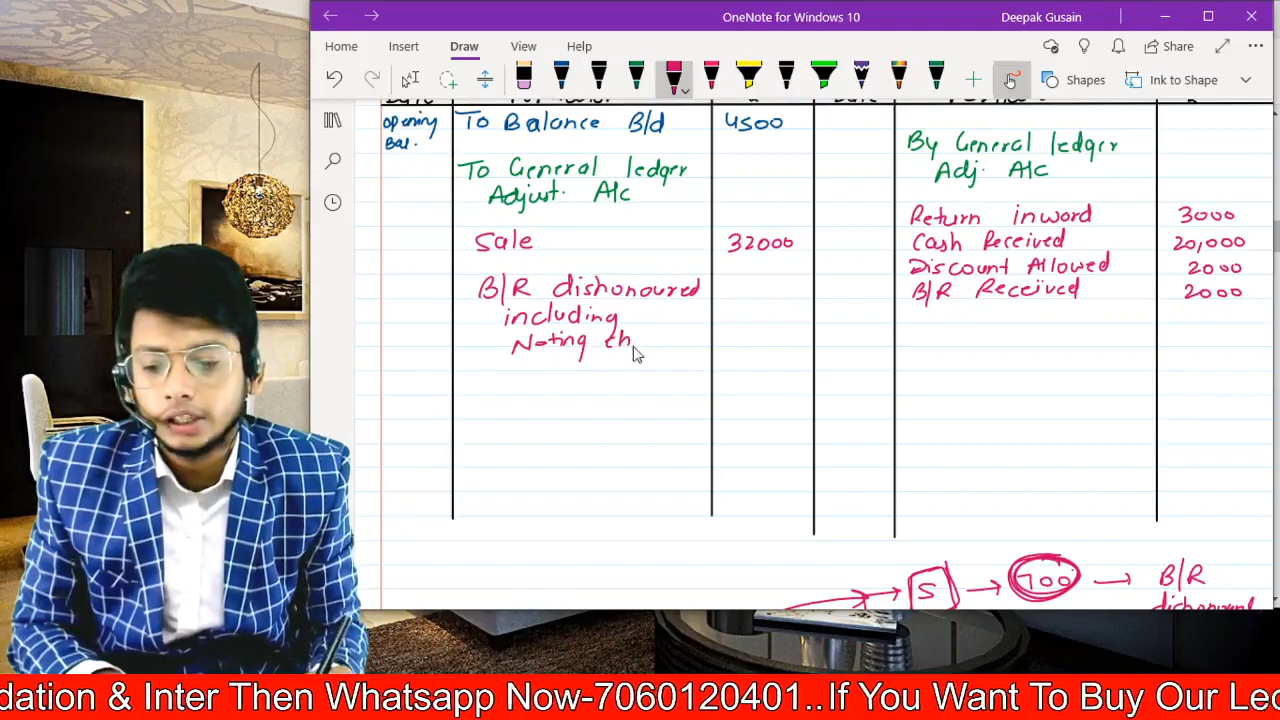 OneNote for Windows 10
Deepak Gusain
Home Insert Draw View Help
Share
Shapes
Ink to Shape
opening
Bal.
To Balance B/d 4500
To General ledger
Adjust. A/c
Sale 32000
B/R dishonoured
including
Noting ch
By General ledger
Adj. A/c
Return inword 3000
Cash Received 20,000
Discount Allowed 2000
B/R Received 2000
5 → 700 → B/R
dation & Inter Then Whatsapp Now-7060120401..If You Want To Buy Our Lec